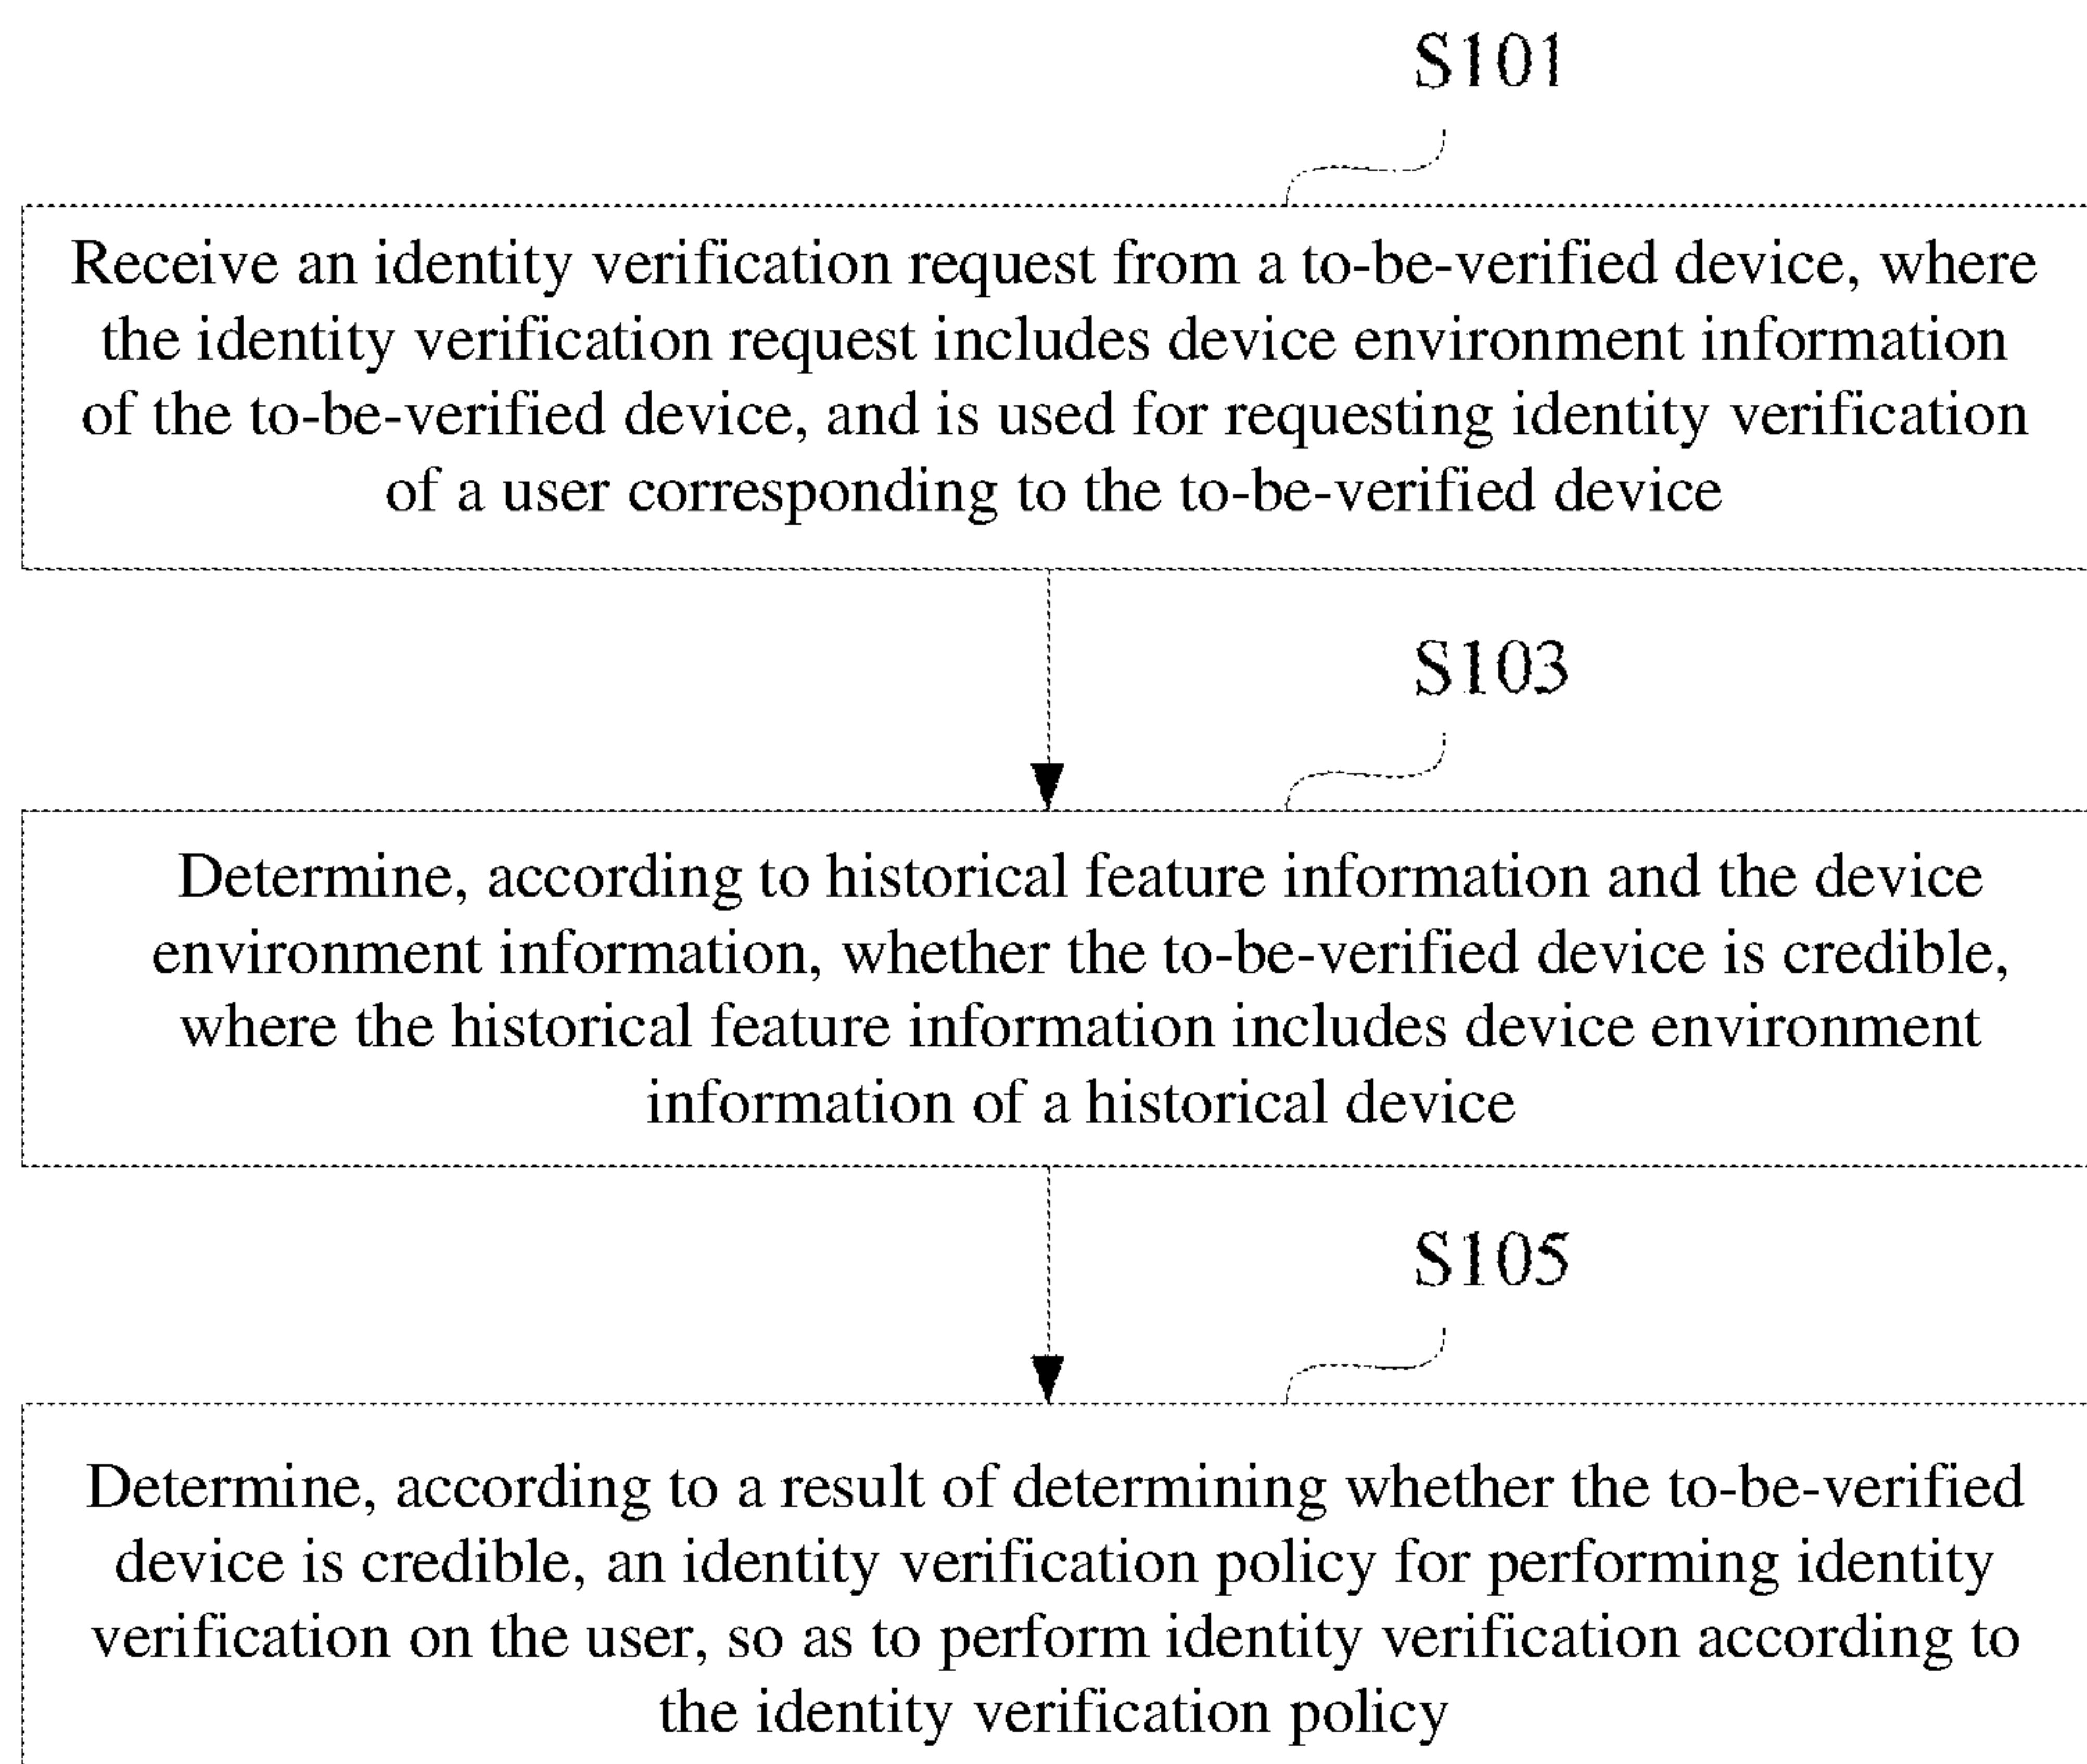 S101
Receive an identity verification request from a to-be-verified device, where
the identity verification request includes device environment information
of the to-be-verified device, and is used for requesting identity verification
of a user corresponding to the to-be-verified device
S103
Determine, according to historical feature information and the device
environment information, whether the to-be-verified device is credible,
where the historical feature information includes device environment
information of a historical device
S105
Determine, according to a result of determining whether the to-be-verified
device is credible, an identity verification policy for performing identity
verification on the user, so as to perform identity verification according to
the identity verification policy